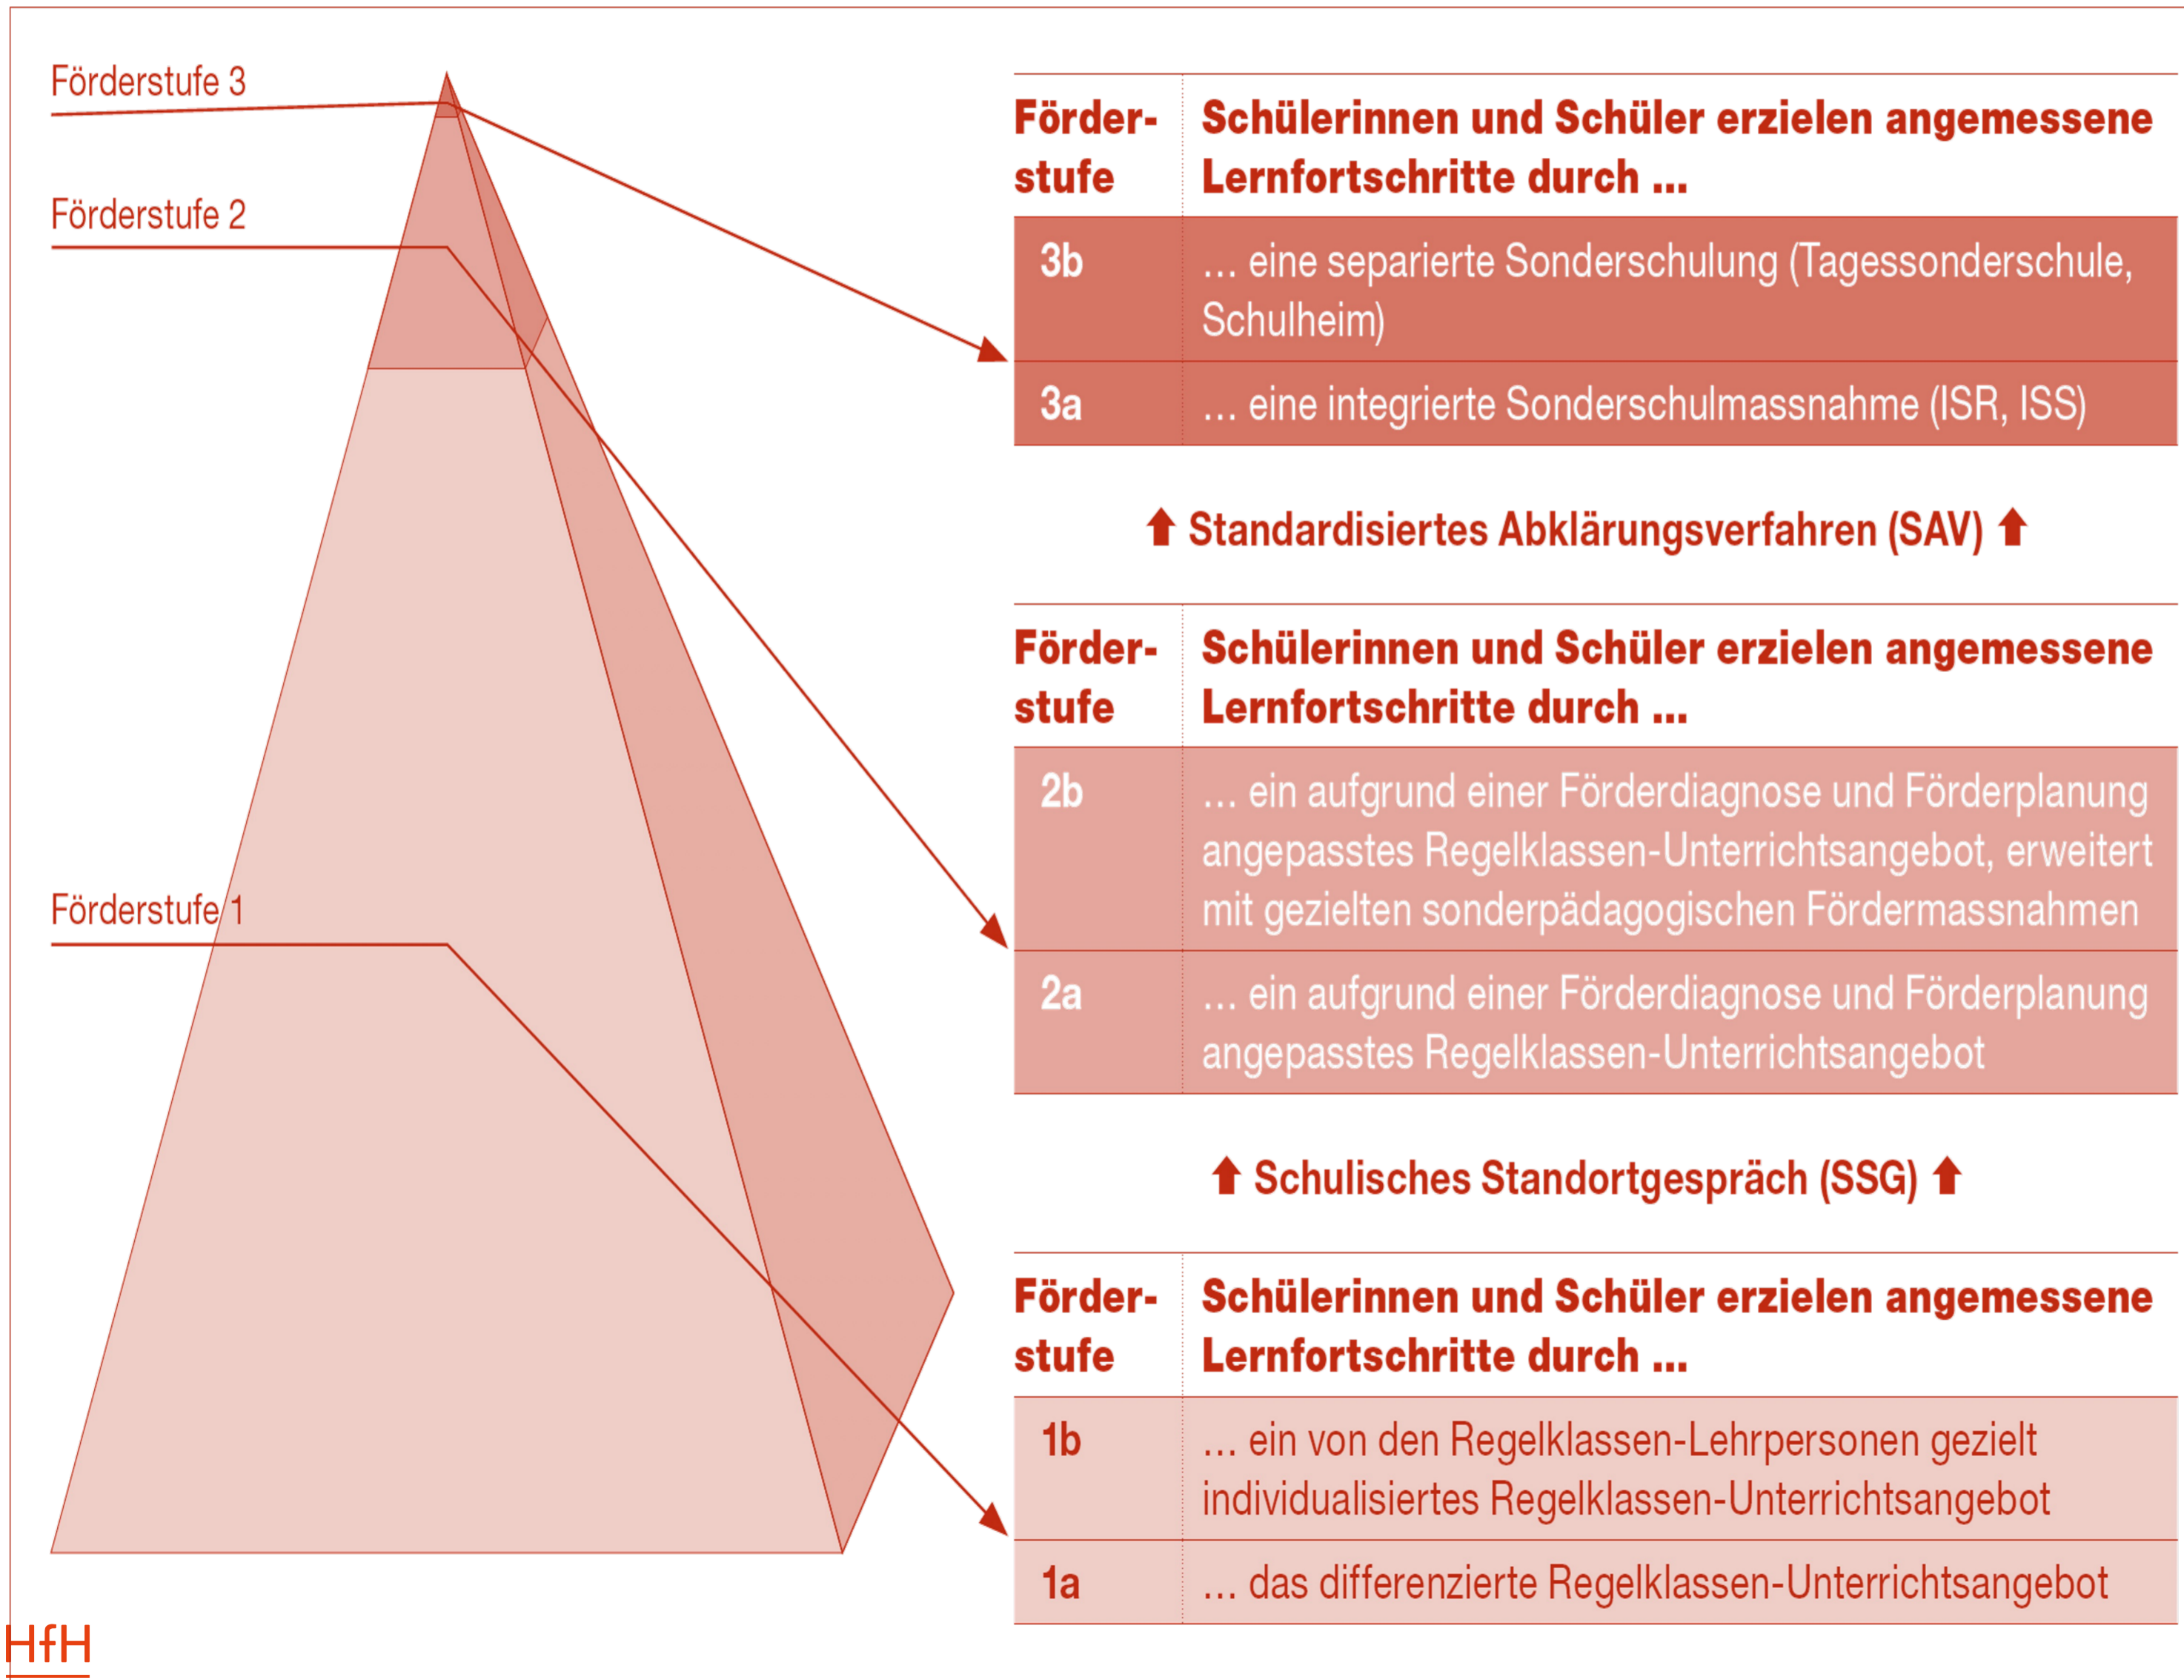 Förderstufe 3
Förderstufe 2
Förderstufe 1
Förder-
stufe
Schülerinnen und Schüler erzielen angemessene
Lernfortschritte durch ...
3b
... eine separierte Sonderschulung (Tagessonderschule,
Schulheim)
3a
... eine integrierte Sonderschulmassnahme (ISR, ISS)
⬆ Standardisiertes Abklärungsverfahren (SAV) ⬆
Förder-
stufe
Schülerinnen und Schüler erzielen angemessene
Lernfortschritte durch ...
2b
... ein aufgrund einer Förderdiagnose und Förderplanung
angepasstes Regelklassen-Unterrichtsangebot, erweitert
mit gezielten sonderpädagogischen Fördermassnahmen
2a
... ein aufgrund einer Förderdiagnose und Förderplanung
angepasstes Regelklassen-Unterrichtsangebot
⬆ Schulisches Standortgespräch (SSG) ⬆
Förder-
stufe
Schülerinnen und Schüler erzielen angemessene
Lernfortschritte durch ...
1b
... ein von den Regelklassen-Lehrpersonen gezielt
individualisiertes Regelklassen-Unterrichtsangebot
1a
... das differenzierte Regelklassen-Unterrichtsangebot
HfH